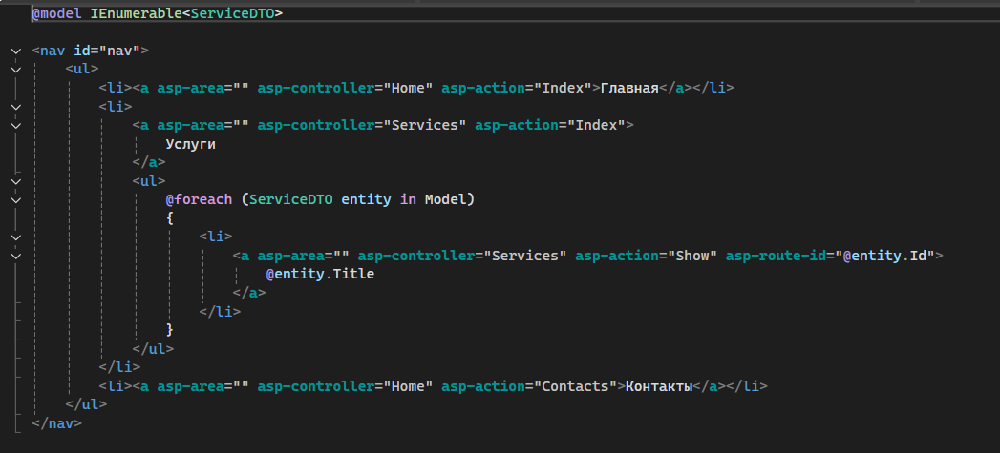 @model IEnumerable<ServiceDTO>
<nav id="nav">
<ul>
<li><a asp-area="" asp-controller="Home" asp-action="Index">Главная</a></li>
<li>
<a asp-area="" asp-controller="Services" asp-action="Index">
Услуги
</a>
<ul>
@foreach (ServiceDTO entity in Model)
{
<li>
<a asp-area="" asp-controller="Services" asp-action="Show" asp-route-id="@entity.Id">
@entity.Title
</a>
</li>
}
</ul>
</li>
<li><a asp-area="" asp-controller="Home" asp-action="Contacts">Контакты</a></li>
</ul>
</nav>